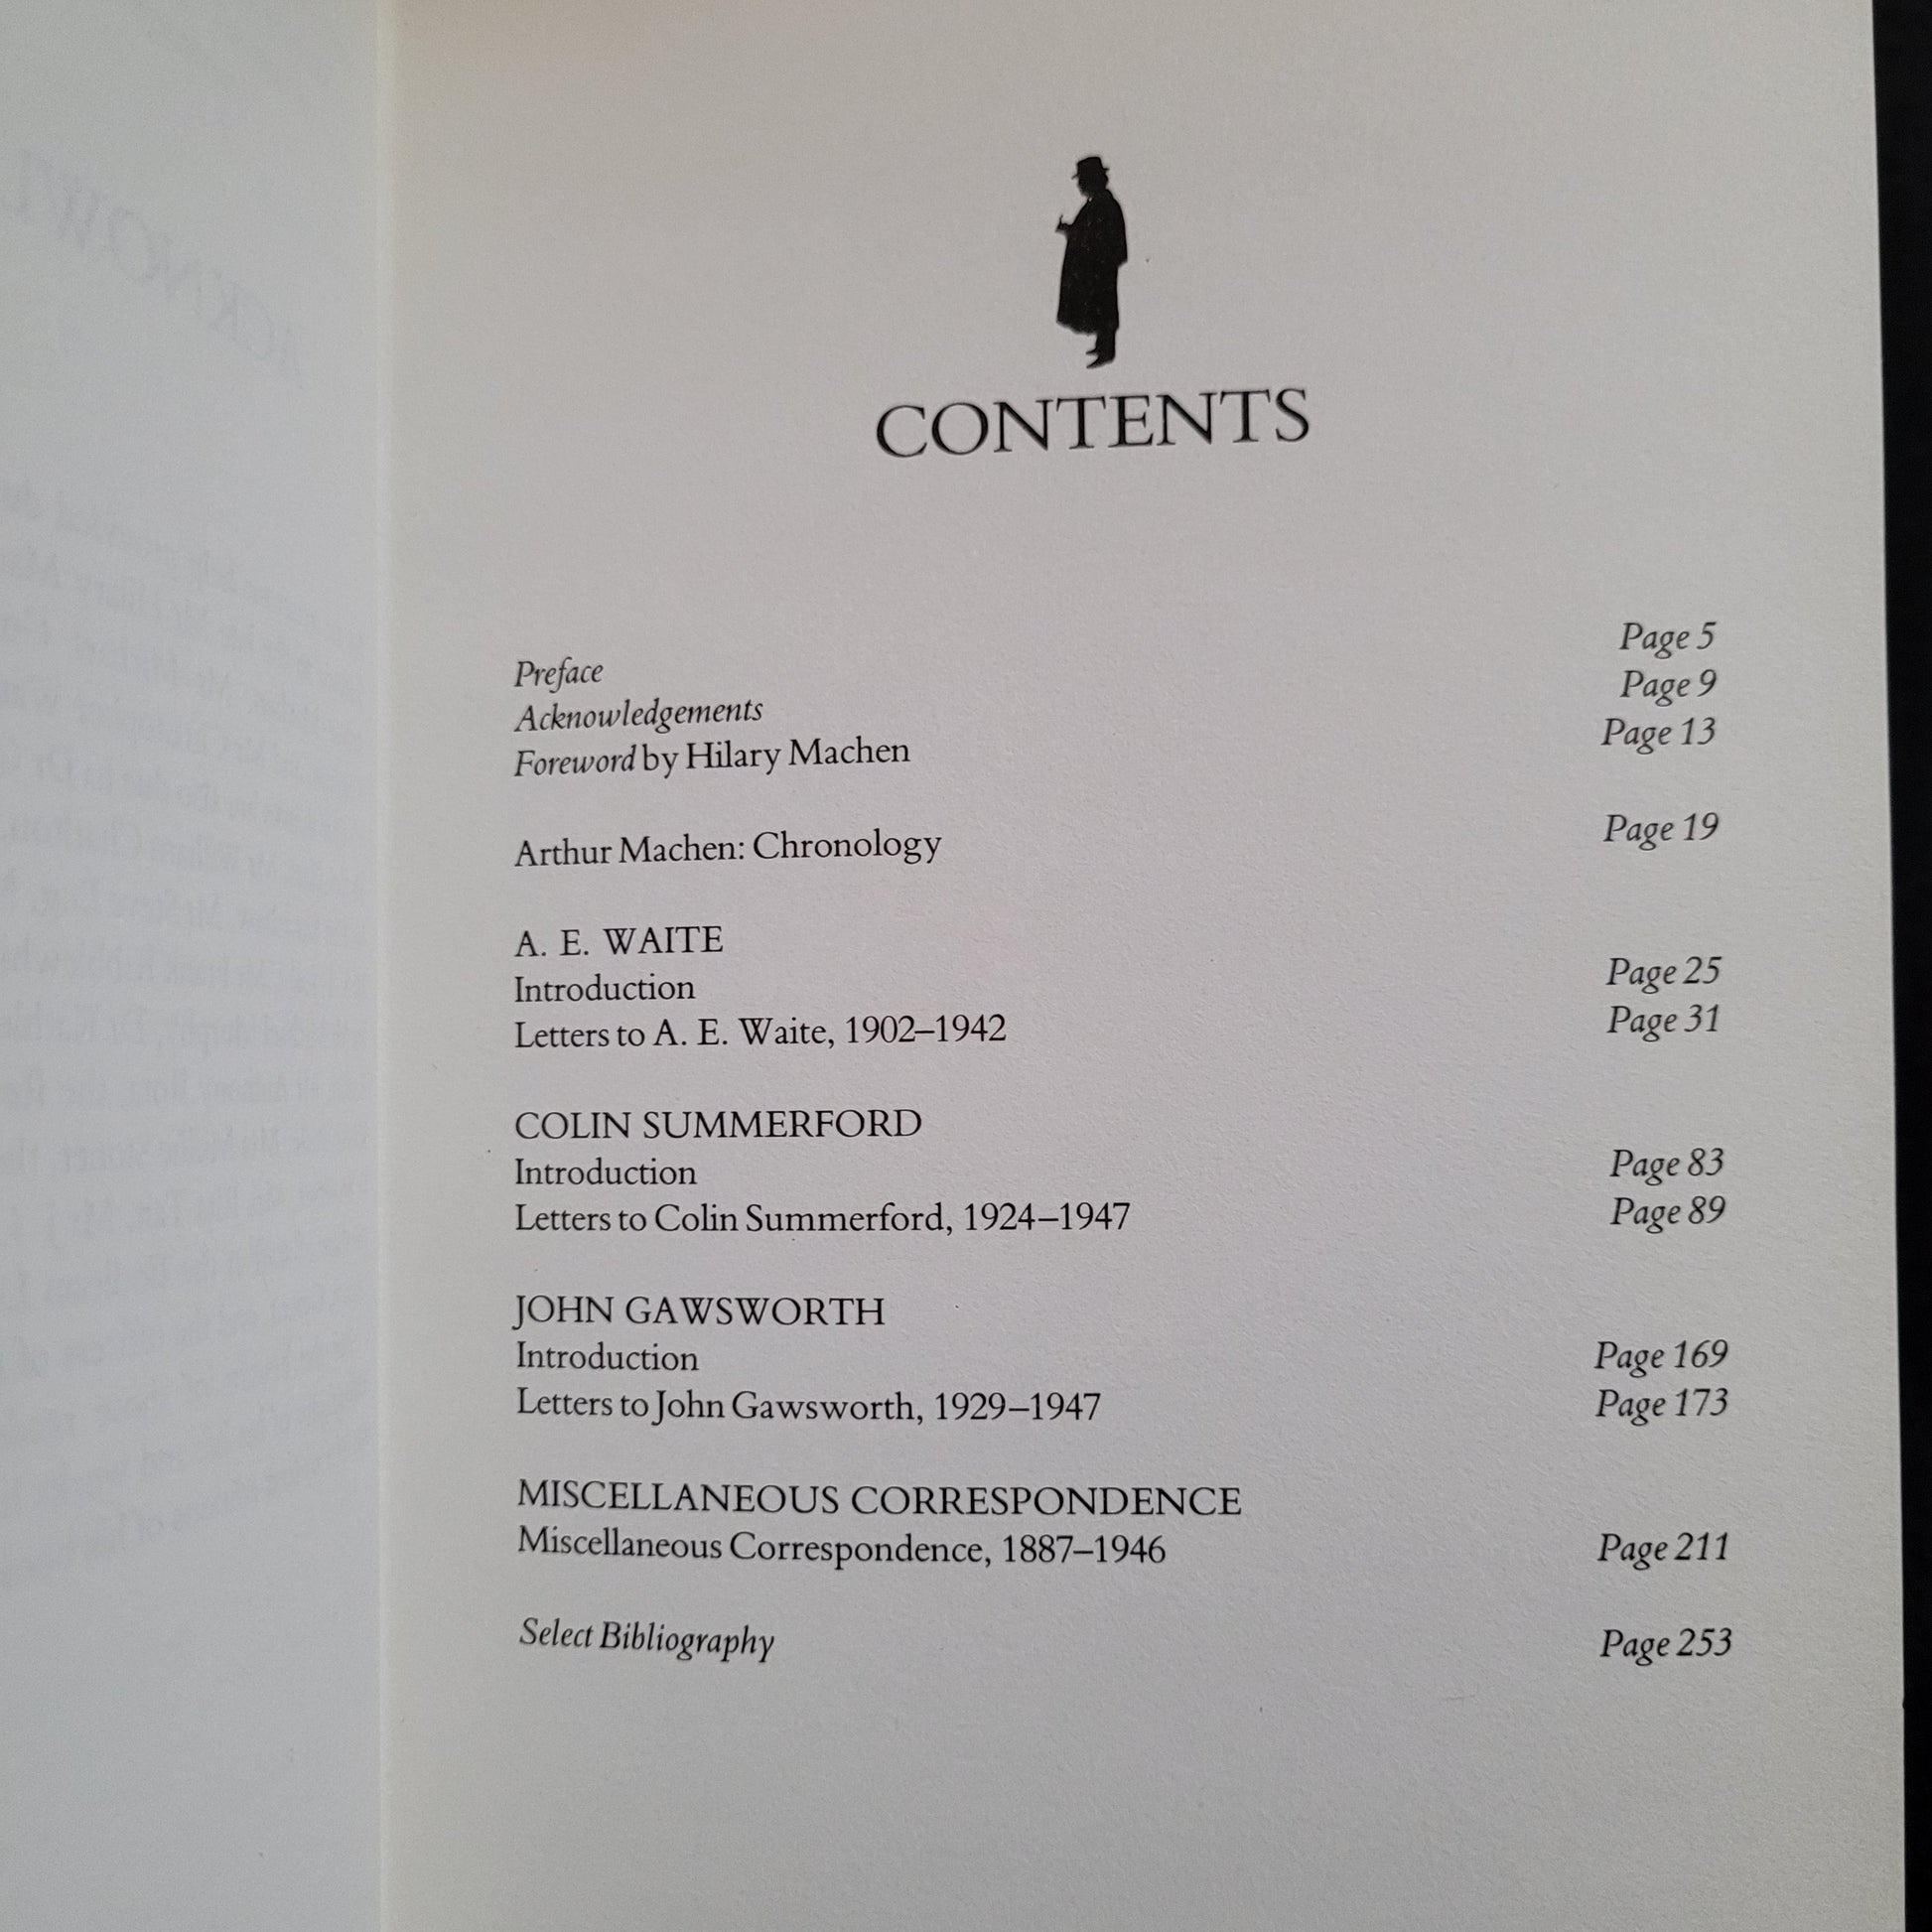 CONTENTS
Preface Page 5
Acknowledgements Page 9
Foreword by Hilary Machen Page 13
Arthur Machen: Chronology Page 19
A. E. WAITE
Introduction Page 25
Letters to A. E. Waite, 1902–1942 Page 31
COLIN SUMMERFORD
Introduction Page 83
Letters to Colin Summerford, 1924–1947 Page 89
JOHN GAWSWORTH
Introduction Page 169
Letters to John Gawsworth, 1929–1947 Page 173
MISCELLANEOUS CORRESPONDENCE
Miscellaneous Correspondence, 1887–1946 Page 211
Select Bibliography Page 253